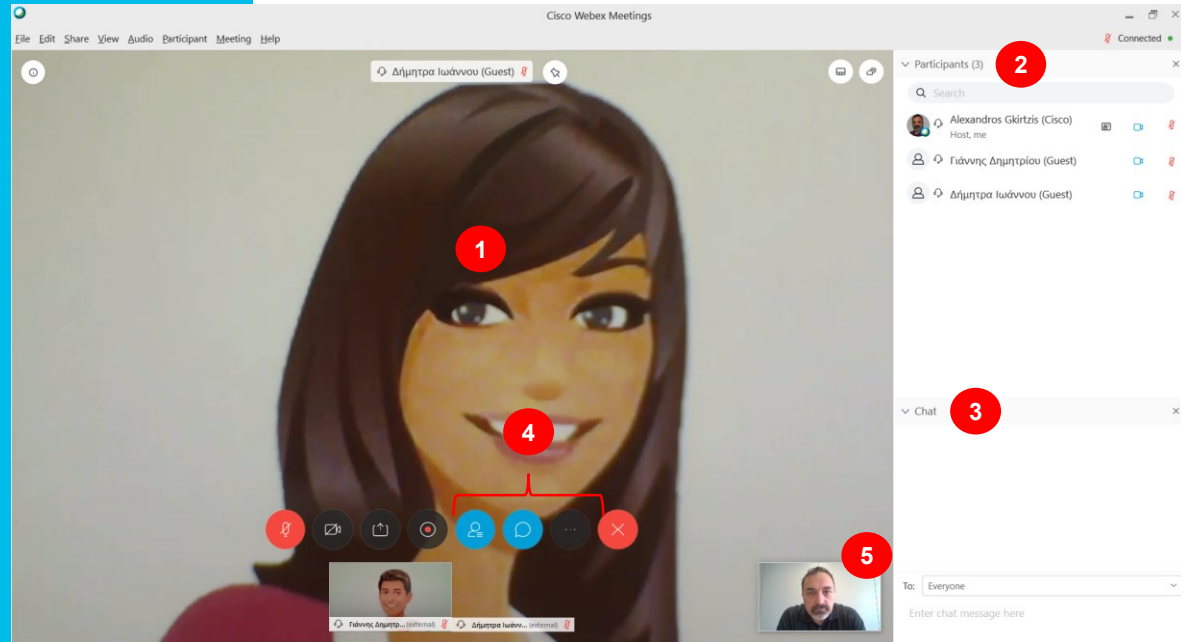 Cisco Webex Meetings
File Edit Share View Audio Participant Meeting Help
Connected
Δήμητρα Ιωάννου (Guest)
Participants (3)
2
Search
Alexandros Gkirtzis (Cisco)
Host, me
Γιάννης Δημητρίου (Guest)
Δήμητρα Ιωάννου (Guest)
1
Chat
3
4
5
Γιάννης Δημητρ... (external)
Δήμητρα Ιωάνν... (external)
To: Everyone
Enter chat message here